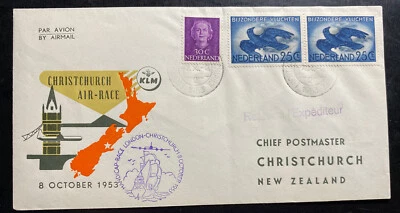 PAR AVION
BY AIRMAIL
CHRISTCHURCH
AIR-RACE
KLM
8 OCTOBER 1953
30C
NEDERLAND
BIJZONDERE VLUCHTEN
NEDERLAND 25C
BIJZONDERE VLUCHTEN
NEDERLAND 25C
Expéditeur
CHIEF POSTMASTER
CHRISTCHURCH
NEW ZEALAND